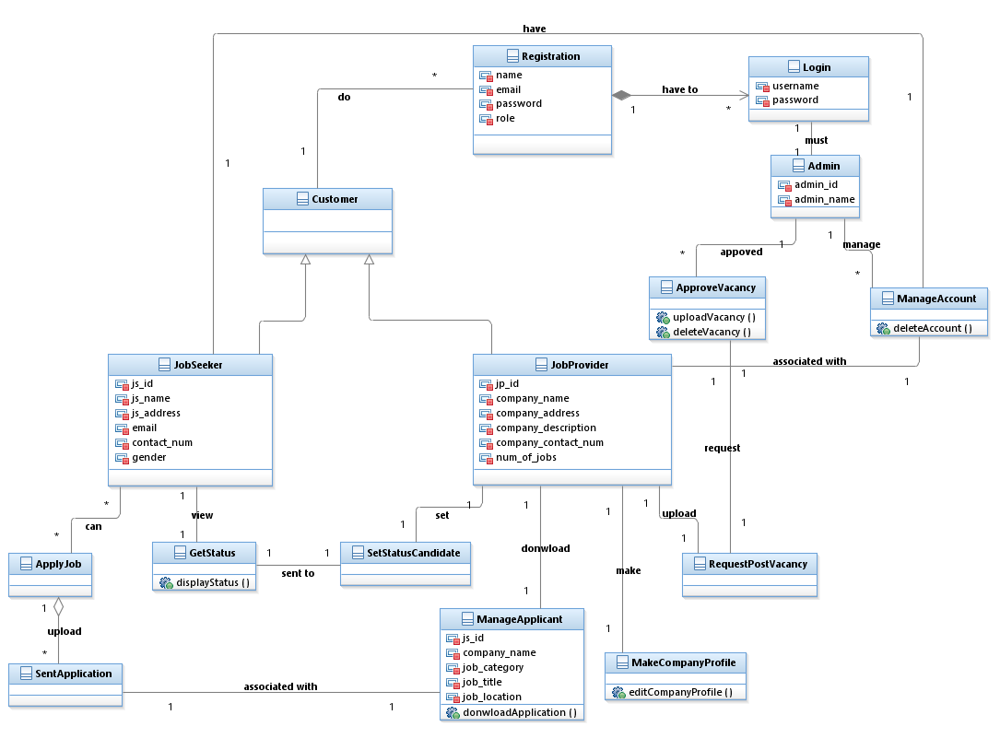 have
Registration
name
email
password
role
*
do
1
1
have to
*
Login
username
password
1
must
1
Admin
admin_id
admin_name
1
1
Customer
1
appoved
*
1
manage
*
ApproveVacancy
uploadVacancy ()
deleteVacancy ()
ManageAccount
deleteAccount ()
associated with
1
1
1
JobSeeker
js_id
js_name
js_address
email
contact_num
gender
JobProvider
jp_id
company_name
company_address
company_description
company_contact_num
num_of_jobs
request
1
*
can
*
1
view
1
1
set
1
1
donwload
1
1
make
1
1
upload
1
ApplyJob
GetStatus
displayStatus ()
1
sent to
1
SetStatusCandidate
RequestPostVacancy
1
upload
*
SentApplication
associated with
1
1
ManageApplicant
js_id
company_name
job_category
job_title
job_location
donwloadApplication ()
MakeCompanyProfile
editCompanyProfile ()